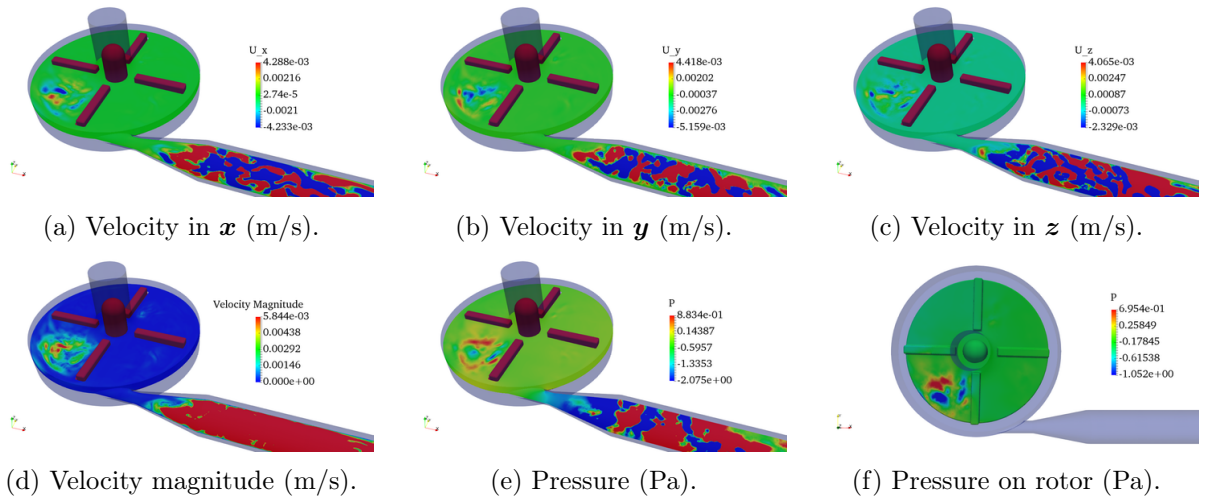 U_x
4.288e-03
0.00216
2.74e-5
-0.0021
-4.233e-03
U_y
4.418e-03
0.00202
-0.00037
-0.00276
-5.159e-03
U_z
4.065e-03
0.00247
0.00087
-0.00073
-2.329e-03
(a) Velocity in x (m/s).
(b) Velocity in y (m/s).
(c) Velocity in z (m/s).
Velocity Magnitude
5.844e-03
0.00438
0.00292
0.00146
0.000e+00
P
8.834e-01
0.14387
-0.5957
-1.3353
-2.075e+00
P
6.954e-01
0.25849
-0.17845
-0.61538
-1.052e+00
(d) Velocity magnitude (m/s).
(e) Pressure (Pa).
(f) Pressure on rotor (Pa).